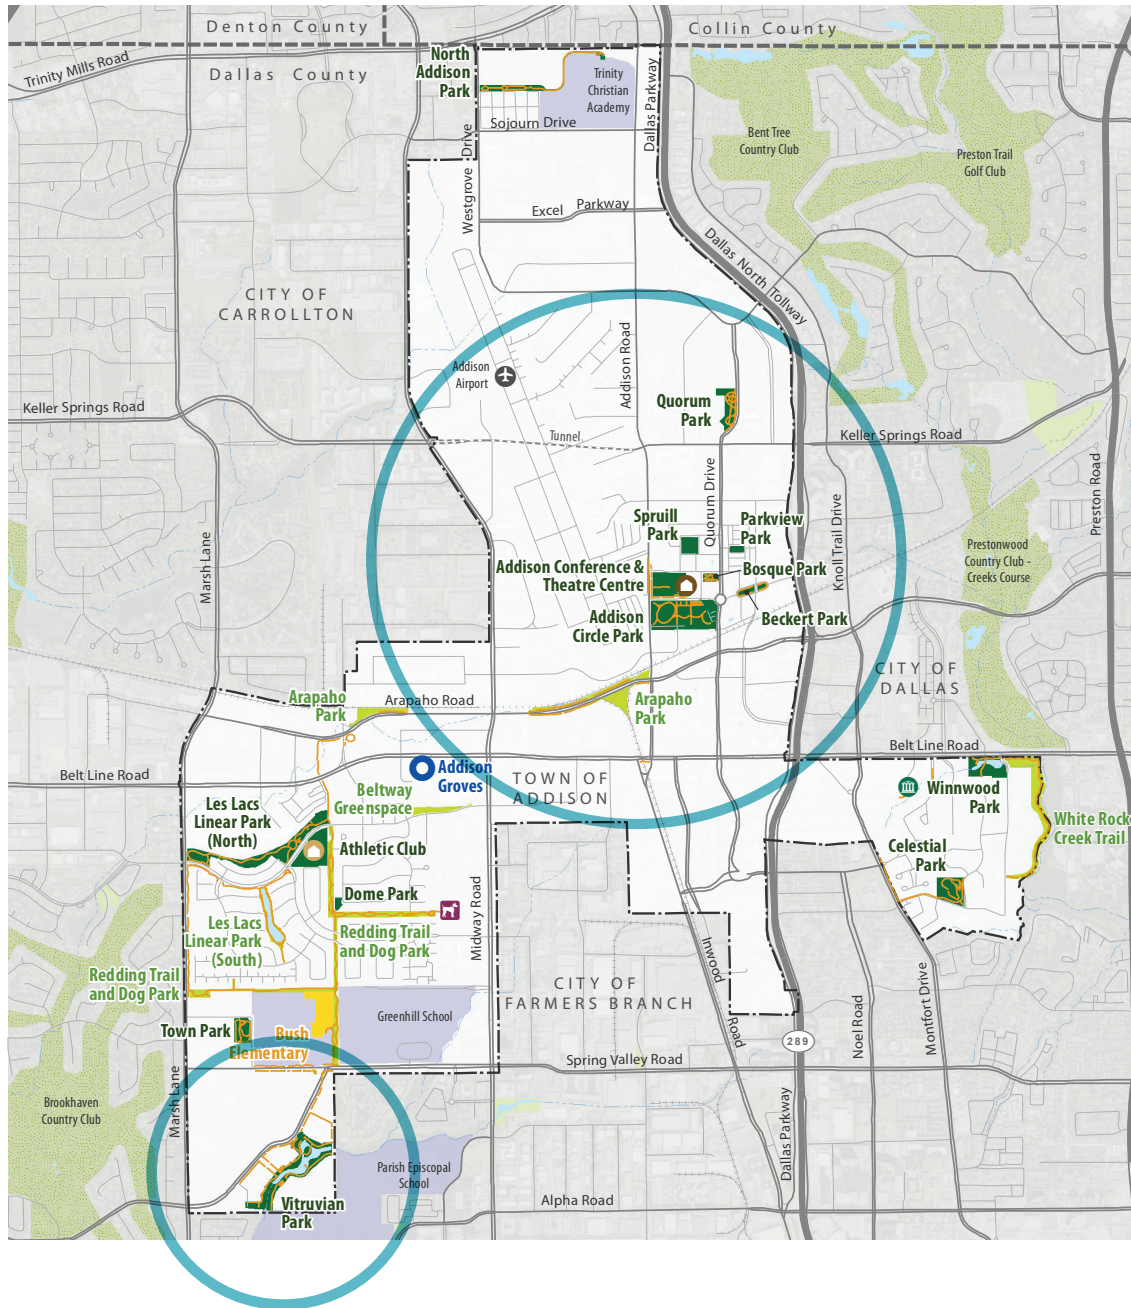 Denton County
Collin County
Trinity Mills Road
Dallas County
North
Addison
Park
Trinity
Christian
Academy
Dallas Parkway
Sojourn Drive
Bent Tree
Country Club
Preston Trail
Golf Club
Westgrove Drive
Excel Parkway
Dallas North Tollway
CITY OF
CARROLLTON
Addison
Airport
Addison Road
Quorum
Park
Keller Springs Road
Tunnel
Keller Springs Road
Preston Road
Quorum Drive
Knoll Trail Drive
Spruill
Park
Parkview
Park
Marsh Lane
Prestonwood
Country Club -
Creeks Course
Addison Conference &
Theatre Centre
Bosque Park
Addison
Circle Park
Beckert Park
CITY OF
DALLAS
Arapaho
Park
Arapaho Road
Arapaho
Park
Belt Line Road
Belt Line Road
Addison
Groves
TOWN OF
ADDISON
Beltway
Greenspace
Winnwood
Park
Les Lacs
Linear Park
(North)
White Rock
Creek Trail
Athletic Club
Celestial
Park
Dome Park
Midway Road
Les Lacs
Linear Park
(South)
Redding Trail
and Dog Park
Inwood Road
Redding Trail
and Dog Park
CITY OF
FARMERS BRANCH
Noel Road
Montfort Drive
Greenhill School
Town Park
Bush
Elementary
289
Spring Valley Road
Marsh Lane
Brookhaven
Country Club
Dallas Parkway
Parish Episcopal
School
Alpha Road
Vitruvian
Park